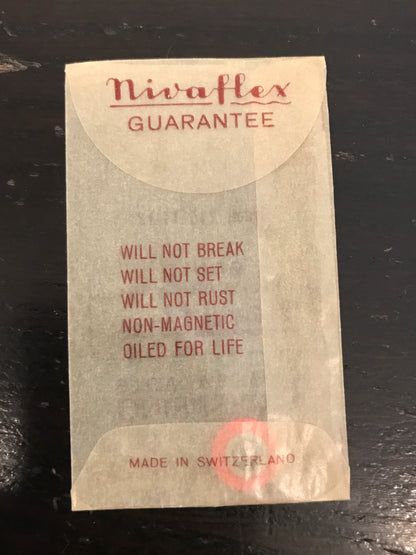 Nivaflex
GUARANTEE
WILL NOT BREAK
WILL NOT SET
WILL NOT RUST
NON-MAGNETIC
OILED FOR LIFE
MADE IN SWITZERLAND